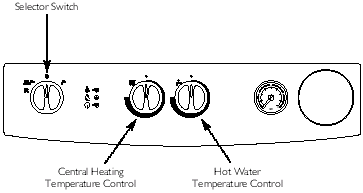 Selector Switch
Central Heating
Temperature Control
Hot Water
Temperature Control